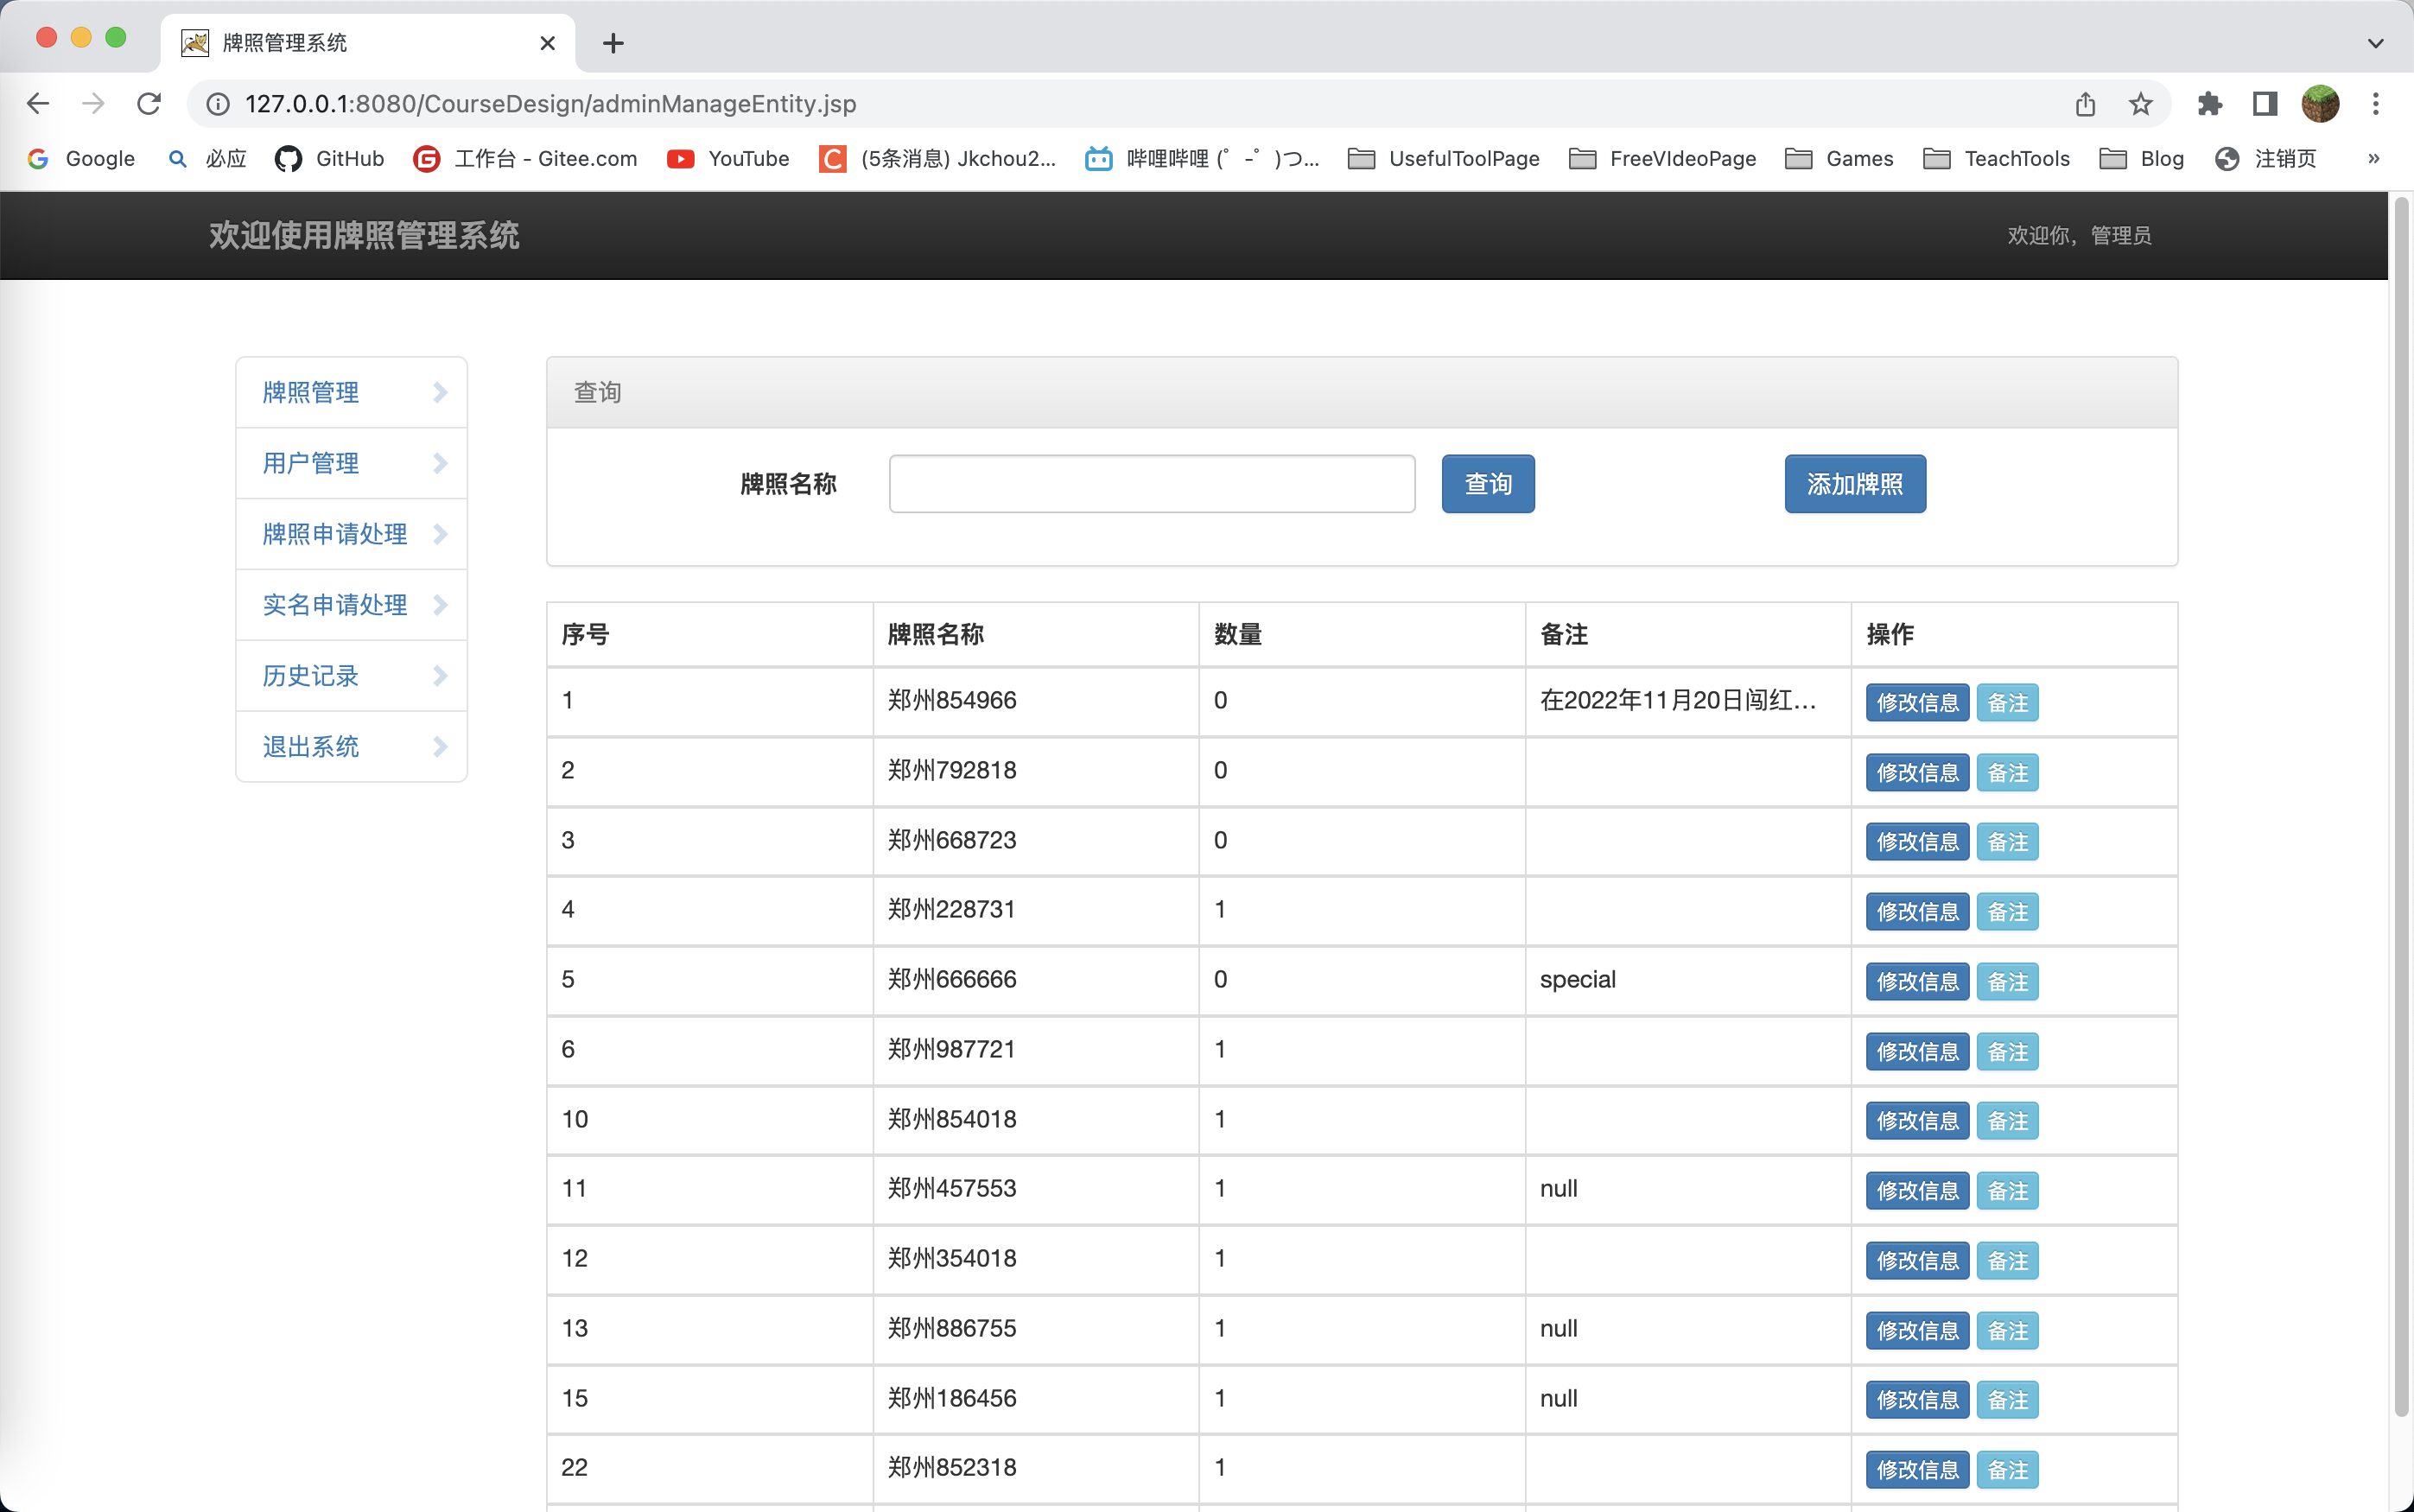 牌照管理系统
127.0.0.1:8080/CourseDesign/adminManageEntity.jsp
Google 必应 GitHub 工作台 - Gitee.com YouTube (5条消息) Jkchou2... 哔哩哔哩 (゜-゜)つ... UsefulToolPage FreeVIdeoPage Games TeachTools Blog 注销页 »
欢迎使用牌照管理系统 欢迎你，管理员
牌照管理
用户管理
牌照申请处理
实名申请处理
历史记录
退出系统
查询
牌照名称 查询 添加牌照
序号 牌照名称 数量 备注 操作
1 郑州854966 0 在2022年11月20日闯红... 修改信息 备注
2 郑州792818 0 修改信息 备注
3 郑州668723 0 修改信息 备注
4 郑州228731 1 修改信息 备注
5 郑州666666 0 special 修改信息 备注
6 郑州987721 1 修改信息 备注
10 郑州854018 1 修改信息 备注
11 郑州457553 1 null 修改信息 备注
12 郑州354018 1 修改信息 备注
13 郑州886755 1 null 修改信息 备注
15 郑州186456 1 null 修改信息 备注
22 郑州852318 1 修改信息 备注